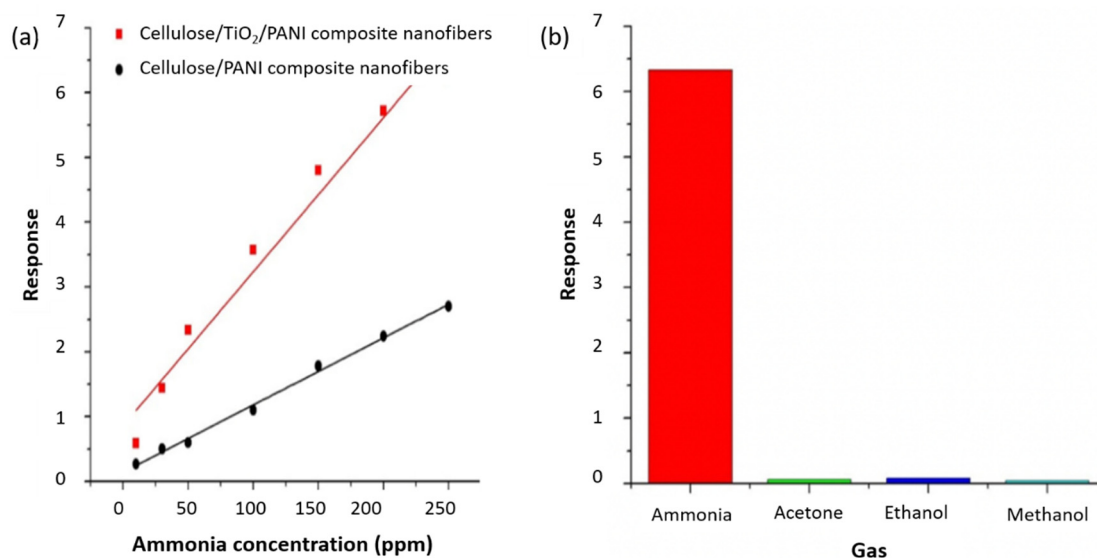 (a)
Cellulose/TiO₂/PANI composite nanofibers
Cellulose/PANI composite nanofibers
7
6
5
4
3
2
1
0
Response
0 50 100 150 200 250
Ammonia concentration (ppm)
(b)
7
6
5
4
3
2
1
0
Response
Ammonia Acetone Ethanol Methanol
Gas